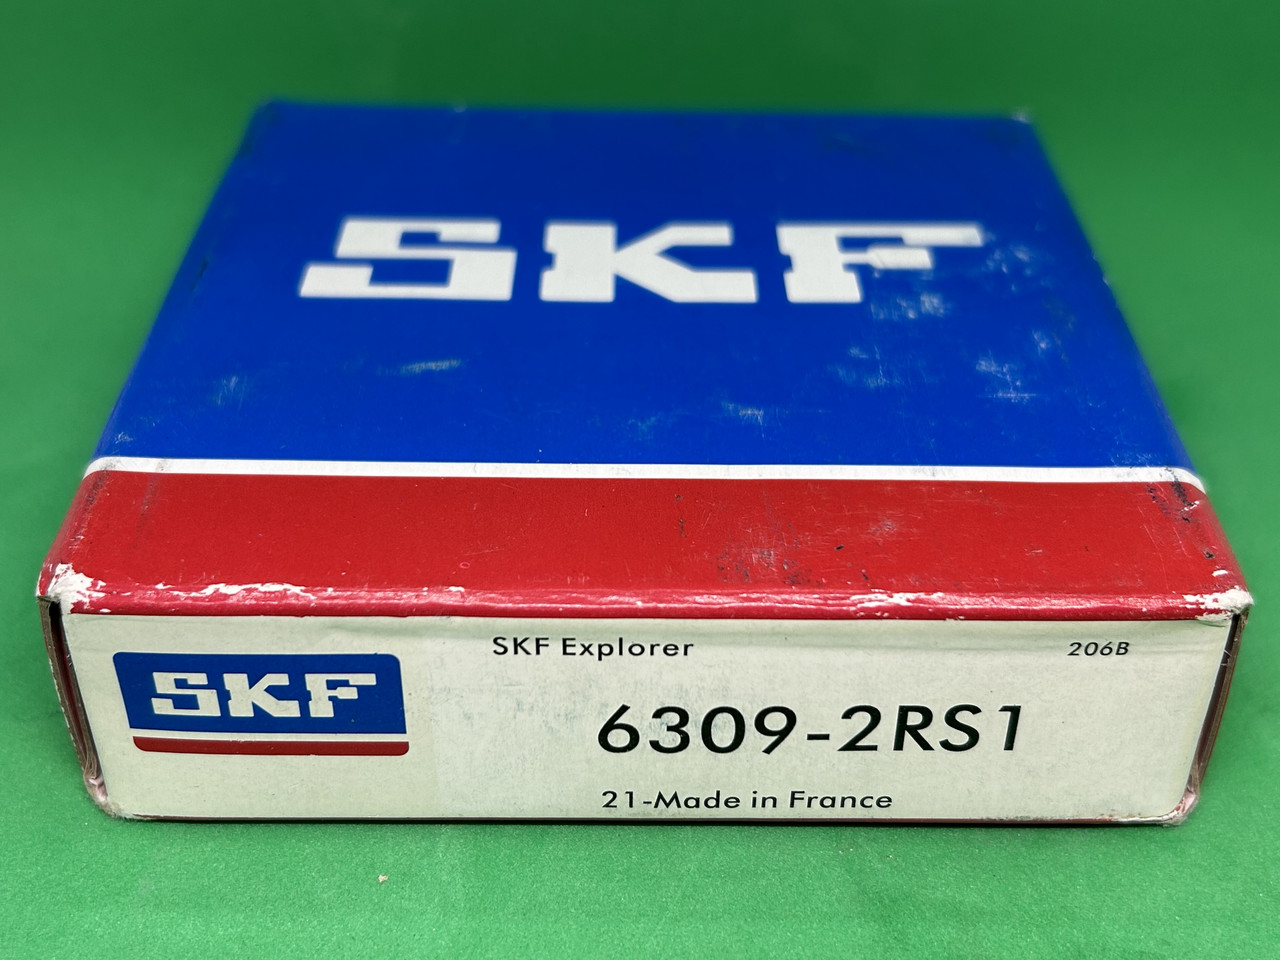 SKF
SKF Explorer
206B
SKF
6309-2RS1
21-Made in France